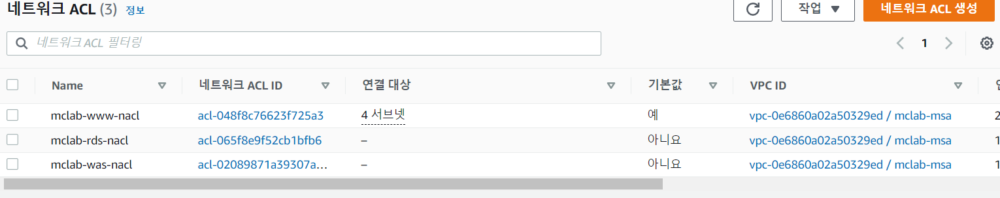 네트워크 ACL (3) 정보 작업 네트워크 ACL 생성
네트워크 ACL 필터링 1
Name 네트워크 ACL ID 연결 대상 기본값 VPC ID
mclab-www-nacl acl-048f8c76623f725a3 4 서브넷 예 vpc-0e6860a02a50329ed / mclab-msa 2
mclab-rds-nacl acl-065f8e9f52cb1bfb6 – 아니요 vpc-0e6860a02a50329ed / mclab-msa 1
mclab-was-nacl acl-02089871a39307a… – 아니요 vpc-0e6860a02a50329ed / mclab-msa 1